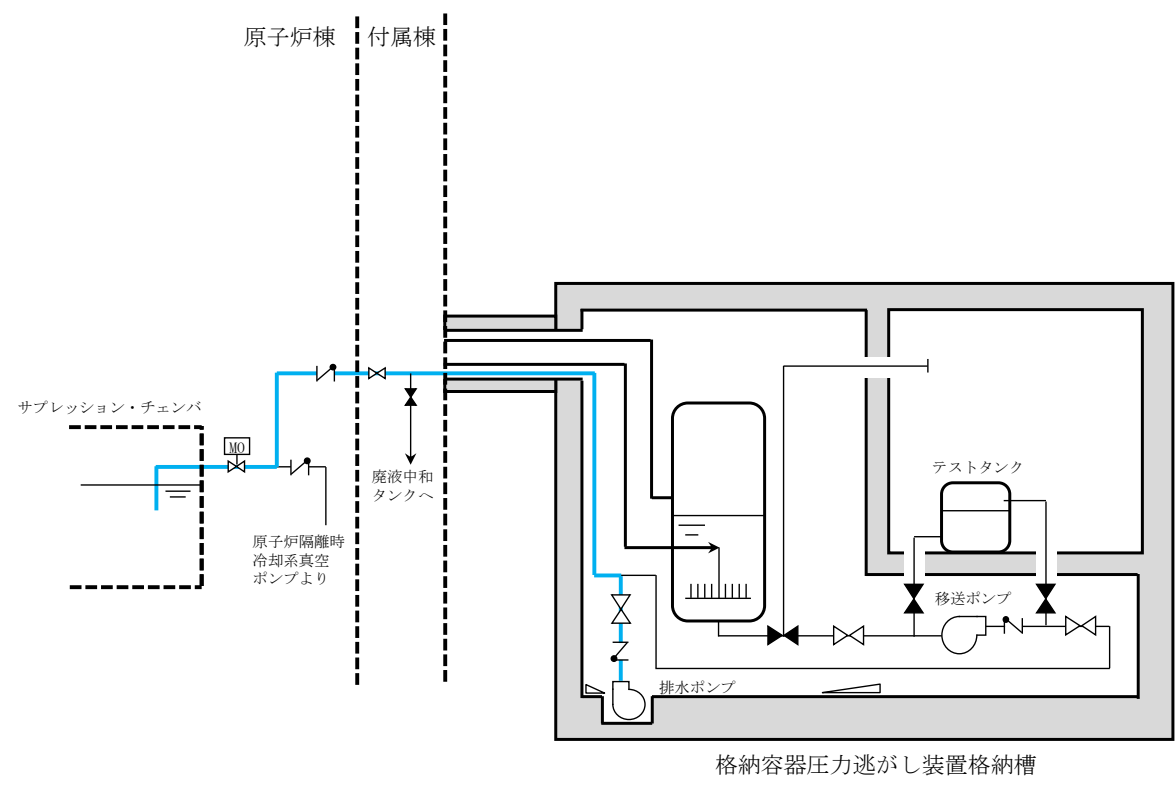 原子炉棟
付属棟
サプレッション・チェンバ
MO
廃液中和
タンクへ
原子炉隔離時
冷却系真空
ポンプより
テストタンク
移送ポンプ
排水ポンプ
格納容器圧力逃がし装置格納槽